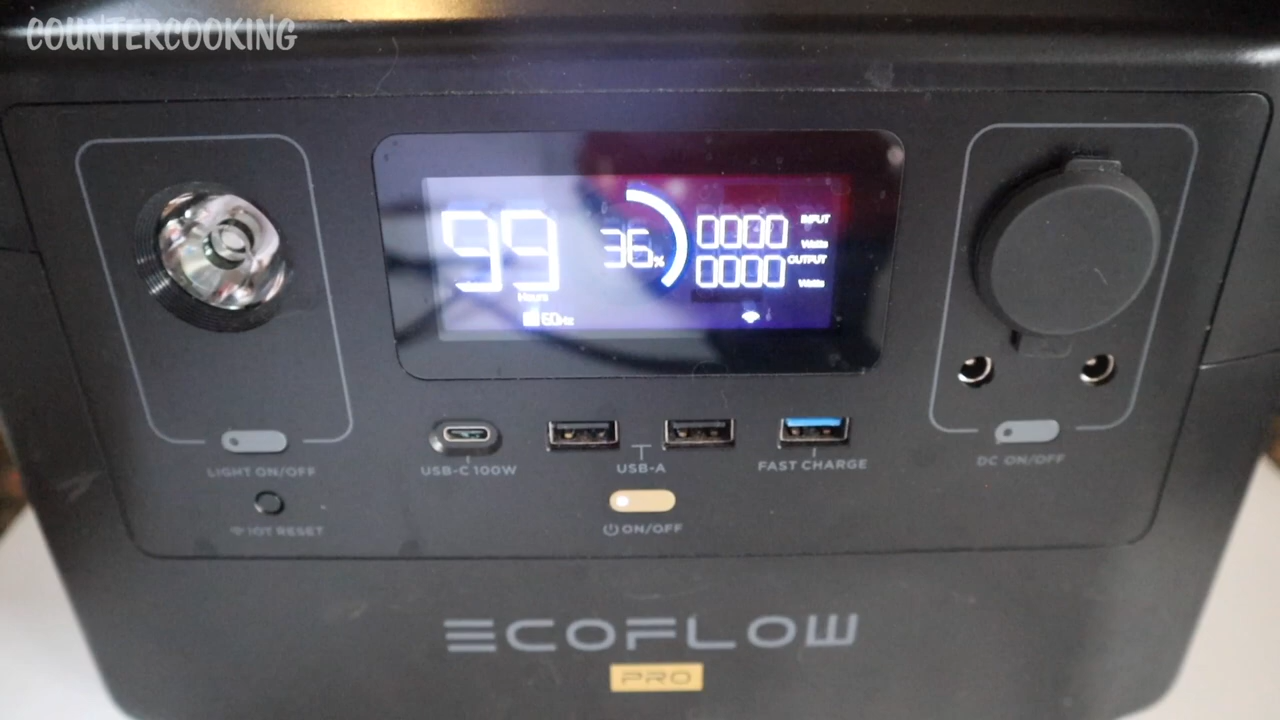 COUNTERCOOKING
99
Hours
36%
0000 INPUT
Watts
0000 OUTPUT
Watts
60Hz
USB-C 100W
USB-A
FAST CHARGE
LIGHT ON/OFF
DC ON/OFF
IOT RESET
ON/OFF
ECOFLOW
PRO